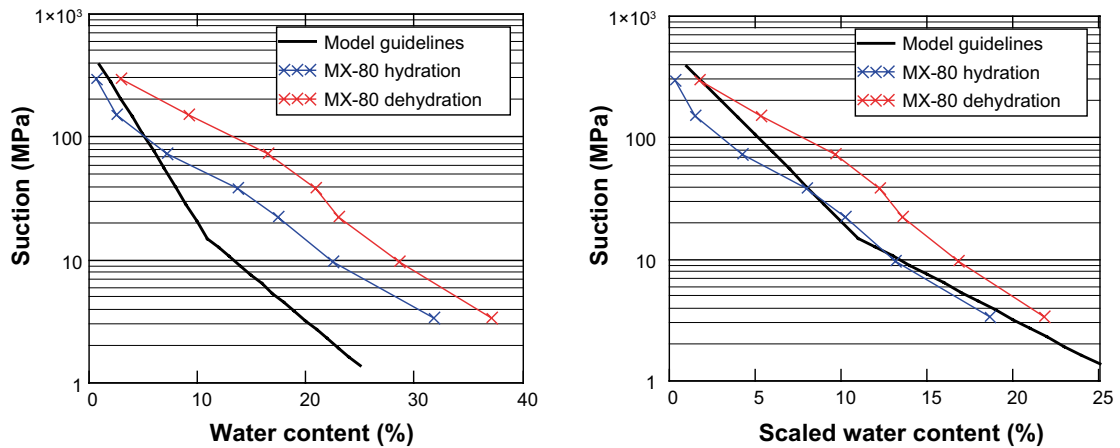 1×10³
100
10
1
Suction (MPa)
Model guidelines
MX-80 hydration
MX-80 dehydration
0 10 20 30 40
Water content (%)
1×10³
100
10
1
Suction (MPa)
Model guidelines
MX-80 hydration
MX-80 dehydration
0 5 10 15 20 25
Scaled water content (%)